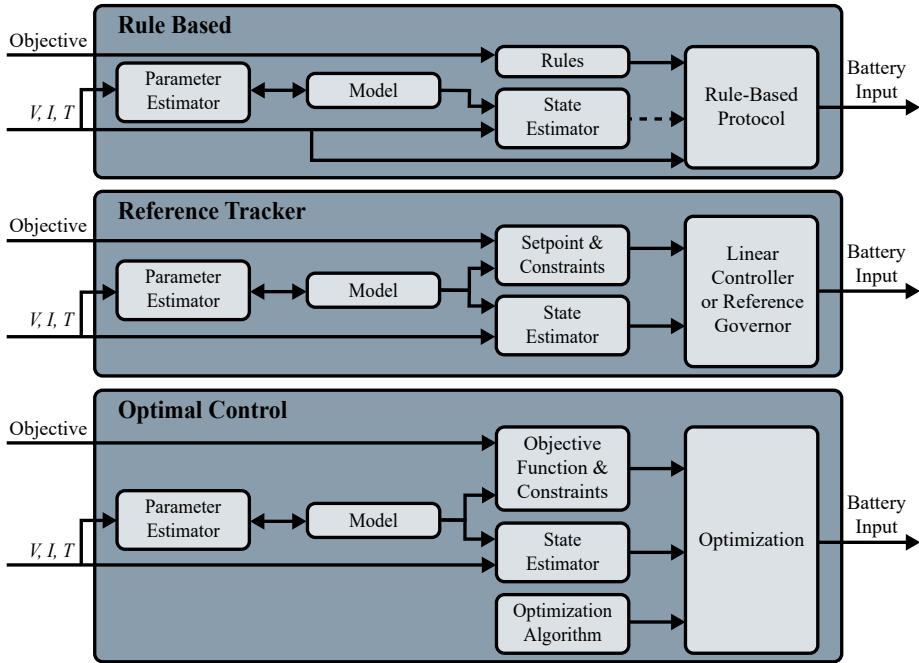 Rule Based
Objective
Rules
Parameter
Estimator
Model
State
Estimator
Rule-Based
Protocol
Battery
Input
V, I, T
Reference Tracker
Objective
Setpoint &
Constraints
Parameter
Estimator
Model
State
Estimator
Linear
Controller
or Reference
Governor
Battery
Input
V, I, T
Optimal Control
Objective
Objective
Function &
Constraints
Parameter
Estimator
Model
State
Estimator
Optimization
Algorithm
Optimization
Battery
Input
V, I, T